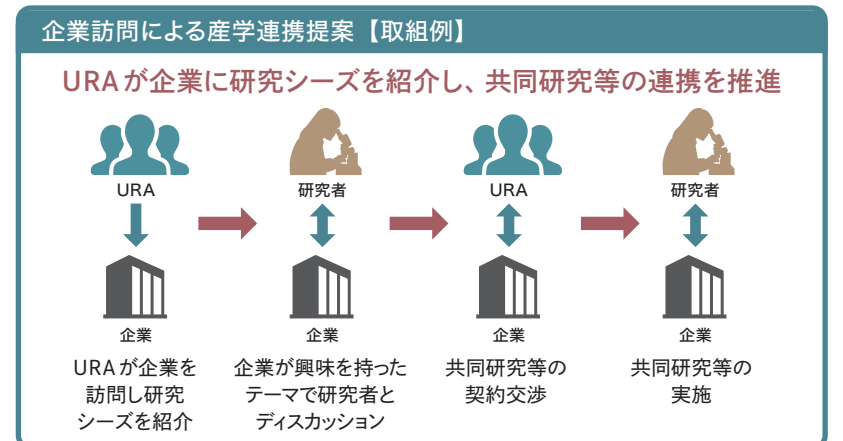 企業訪問による産学連携提案【取組例】
URAが企業に研究シーズを紹介し、共同研究等の連携を推進
URA
研究者
URA
研究者
企業
企業
企業
企業
URAが企業を
訪問し研究
シーズを紹介
企業が興味を持った
テーマで研究者と
ディスカッション
共同研究等の
契約交渉
共同研究等の
実施